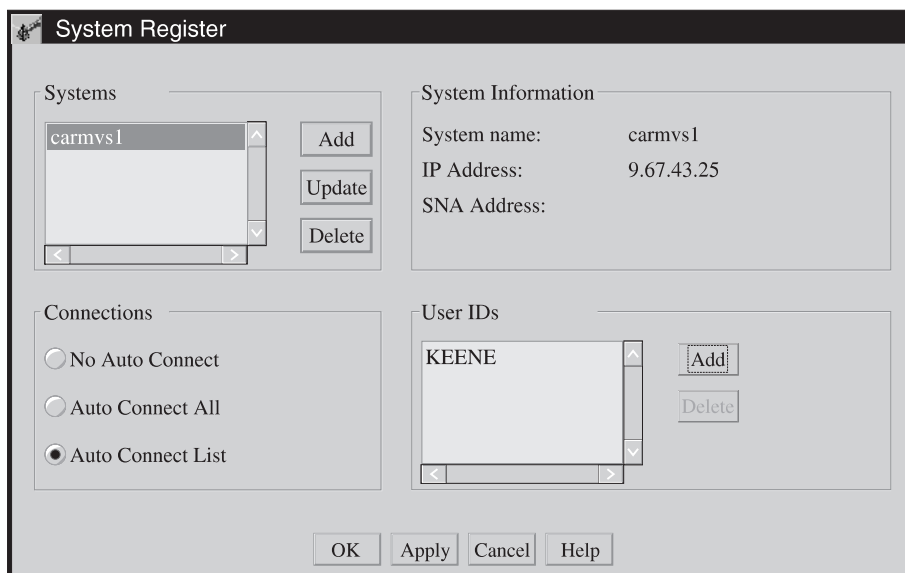 System Register
Systems
carmvs1
Add
Update
Delete
System Information
System name: carmvs1
IP Address: 9.67.43.25
SNA Address:
Connections
No Auto Connect
Auto Connect All
Auto Connect List
User IDs
KEENE
Add
Delete
OK Apply Cancel Help